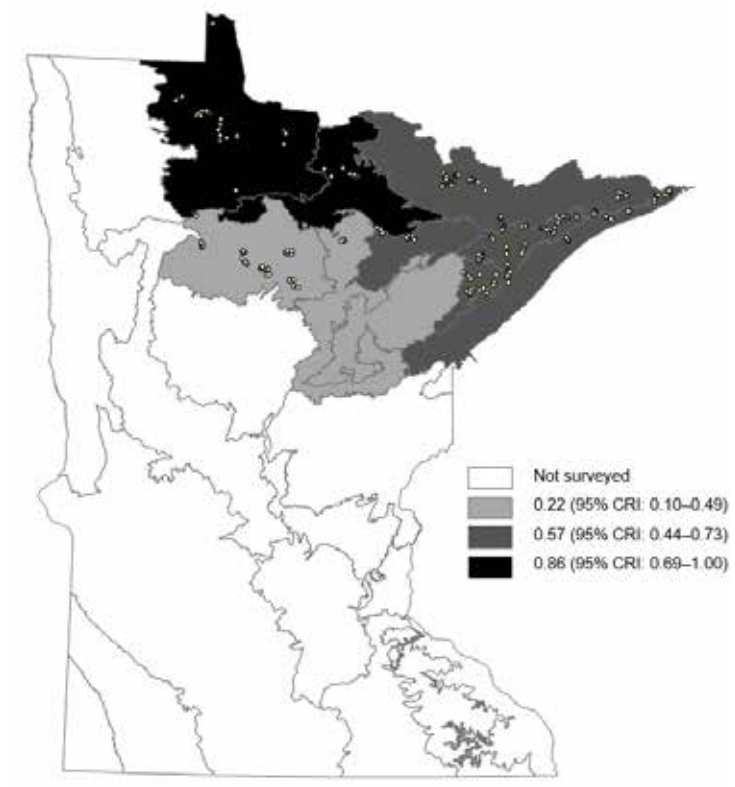 Not surveyed
0.22 (95% CRI: 0.10–0.49)
0.57 (95% CRI: 0.44–0.73)
0.86 (95% CRI: 0.69–1.00)